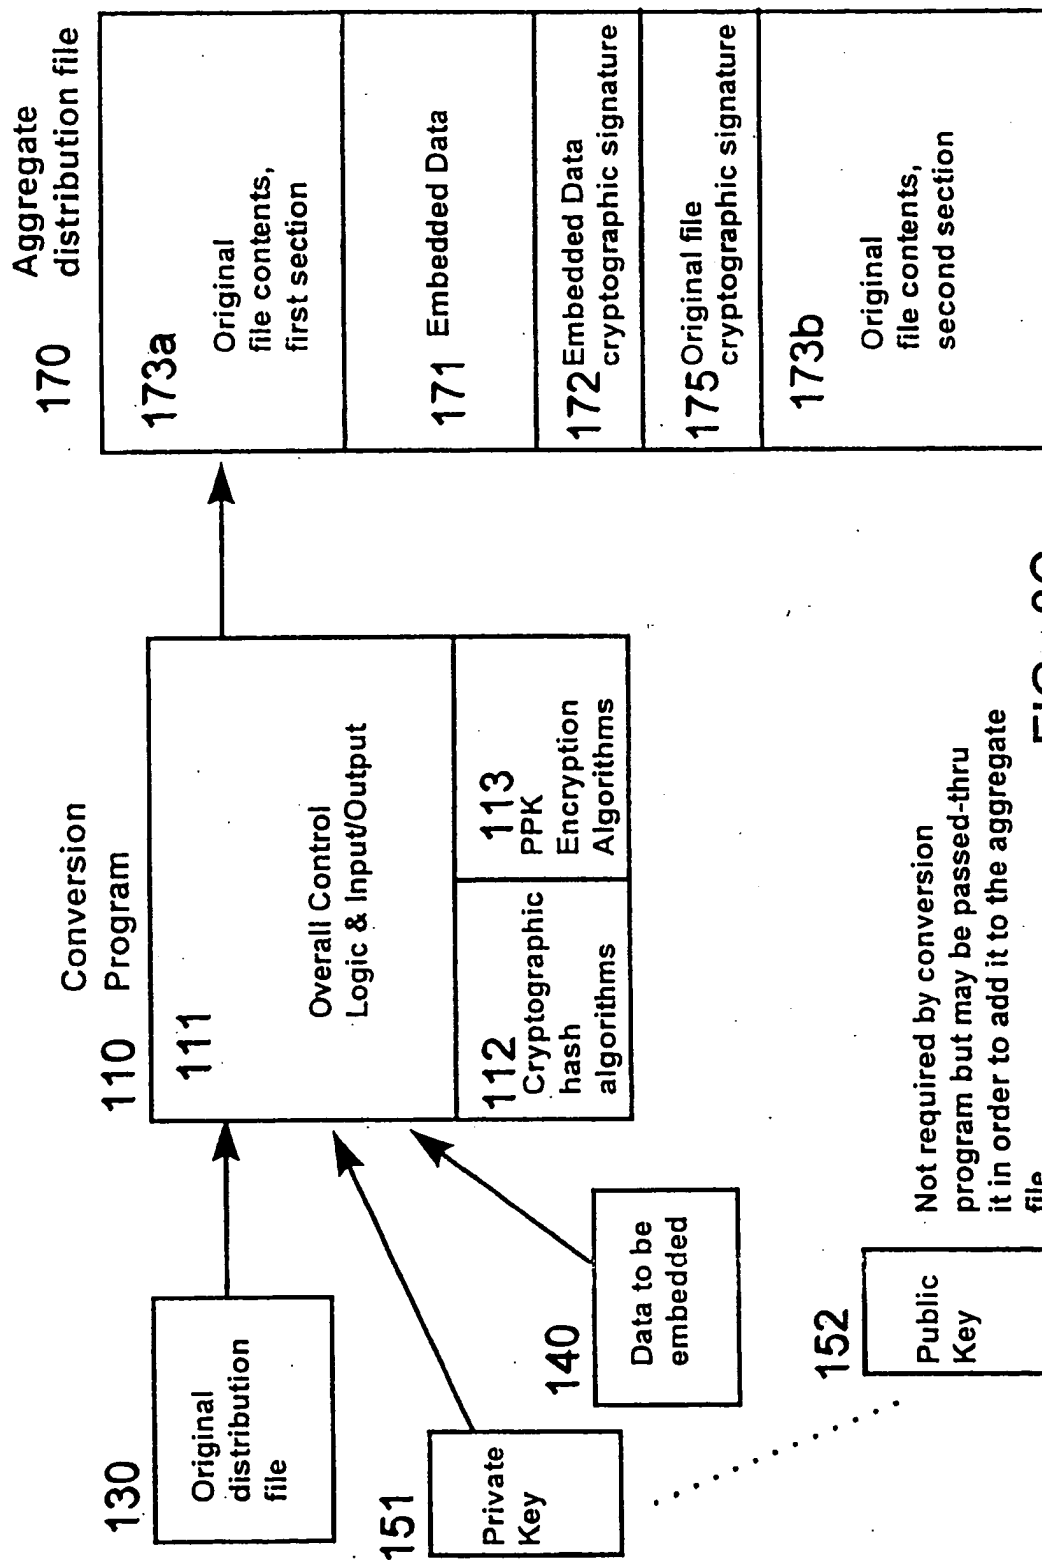 Aggregate
170 distribution file
173a
Original
file contents,
first section
171 Embedded Data
172 Embedded Data
cryptographic signature
175 Original file
cryptographic signature
173b
Original
file contents,
second section
Conversion
110 Program
111
Overall Control
Logic & Input/Output
112
Cryptographic
hash
algorithms
113
PPK
Encryption
Algorithms
130
Original
distribution
file
151
Private
Key
140
Data to be
embedded
152
Public
Key
Not required by conversion
program but may be passed-thru
it in order to add it to the aggregate
file